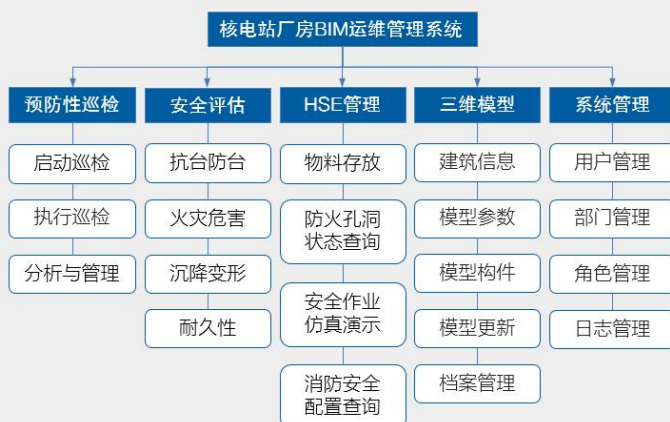 核电站厂房BIM运维管理系统
预防性巡检
安全评估
HSE管理
三维模型
系统管理
启动巡检
抗台防台
物料存放
建筑信息
用户管理
执行巡检
火灾危害
防火孔洞
状态查询
模型参数
部门管理
分析与管理
沉降变形
安全作业
仿真演示
模型构件
角色管理
耐久性
消防安全
配置查询
模型更新
日志管理
档案管理